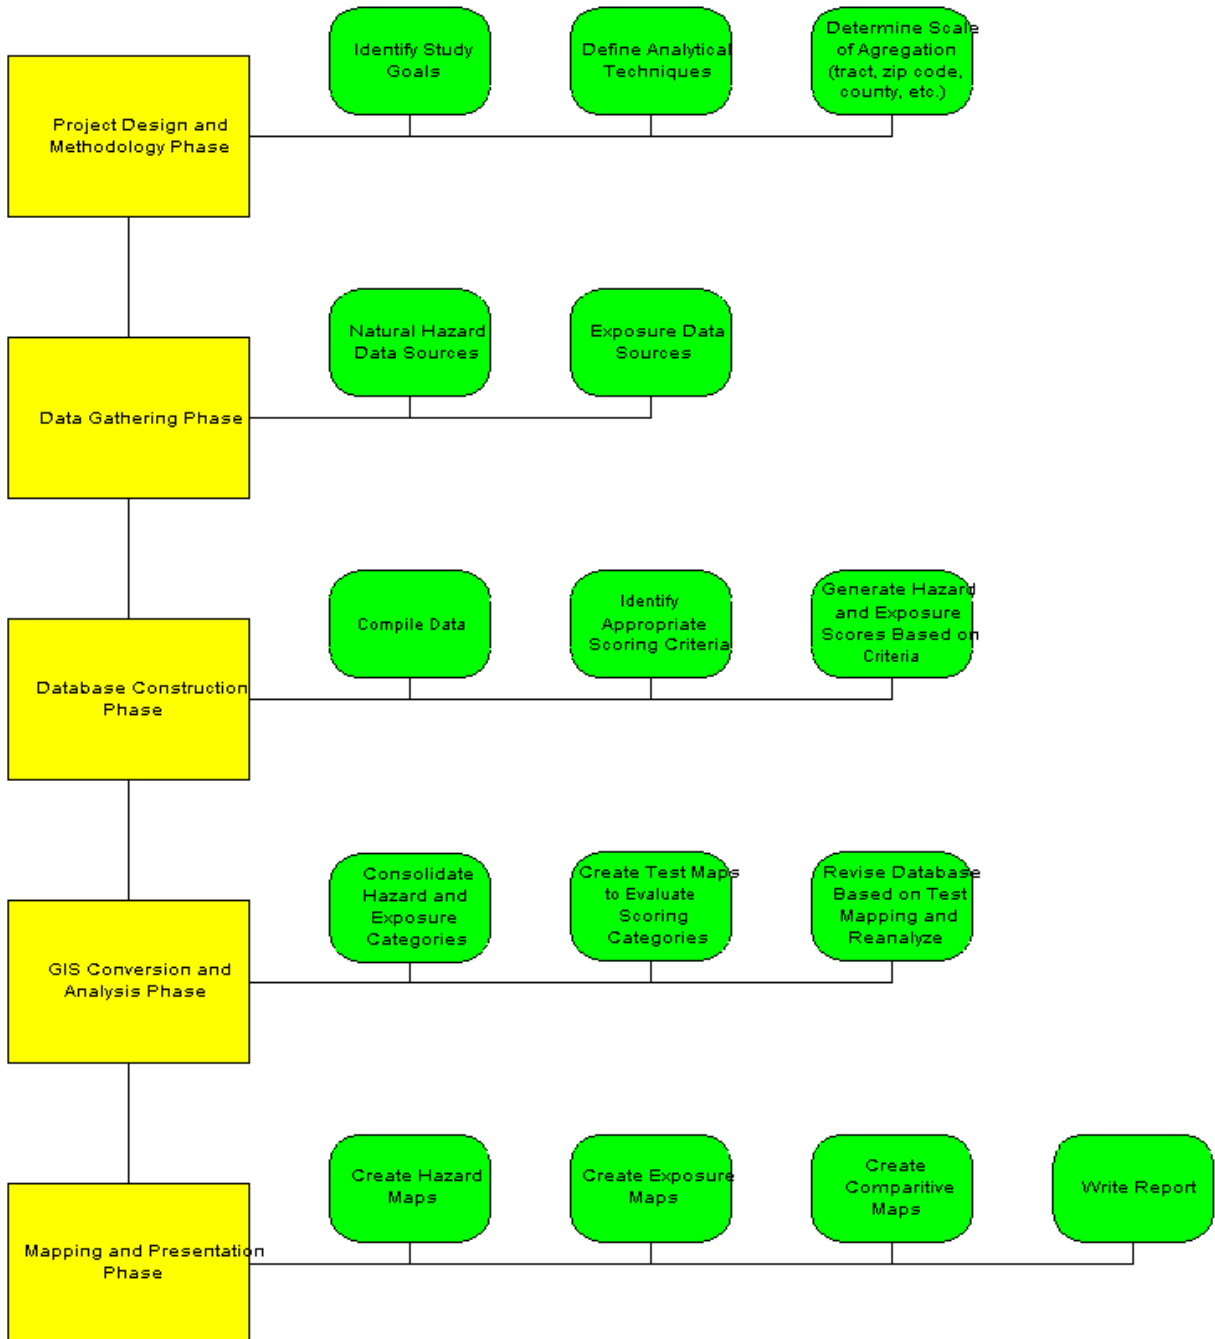 Project Design and
Methodology Phase
Identify Study
Goals
Define Analytical
Techniques
Determine Scale
of Agregation
(tract, zip code,
county, etc.)
Data Gathering Phase
Natural Hazard
Data Sources
Exposure Data
Sources
Database Construction
Phase
Compile Data
Identify
Appropriate
Scoring Criteria
Generate Hazard
and Exposure
Scores Based on
Criteria
GIS Conversion and
Analysis Phase
Consolidate
Hazard and
Exposure
Categories
Create Test Maps
to Evaluate
Scoring
Categories
Revise Database
Based on Test
Mapping and
Reanalyze
Mapping and Presentation
Phase
Create Hazard
Maps
Create Exposure
Maps
Create
Comparitive
Maps
Write Report